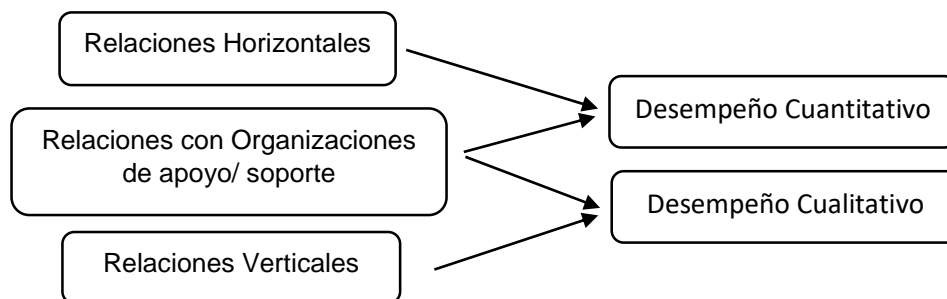 Relaciones Horizontales
Relaciones con Organizaciones
de apoyo/ soporte
Relaciones Verticales
Desempeño Cuantitativo
Desempeño Cualitativo